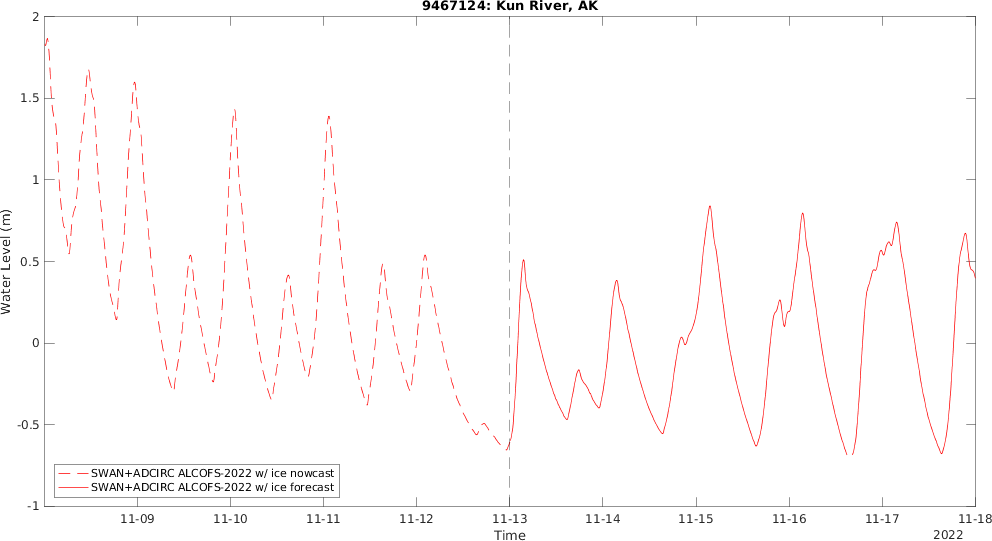 9467124: Kun River, AK
2
1.5
1
0.5
0
-0.5
-1
Water Level (m)
SWAN+ADCIRC ALCOFS-2022 w/ ice nowcast
SWAN+ADCIRC ALCOFS-2022 w/ ice forecast
11-09 11-10 11-11 11-12 11-13 11-14 11-15 11-16 11-17 11-18
Time
2022